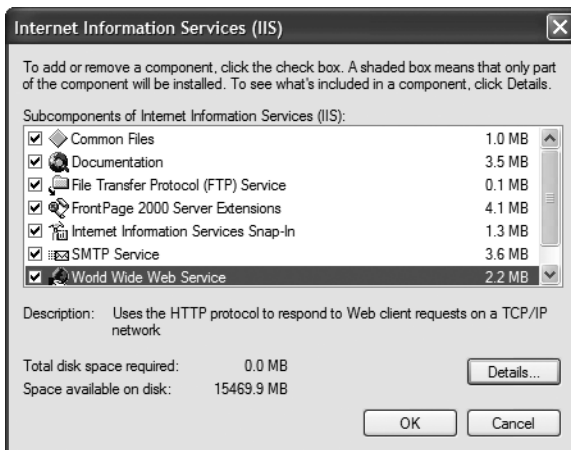 Internet Information Services (IIS)
To add or remove a component, click the check box. A shaded box means that only part
of the component will be installed. To see what's included in a component, click Details.
Subcomponents of Internet Information Services (IIS):
Common Files 1.0 MB
Documentation 3.5 MB
File Transfer Protocol (FTP) Service 0.1 MB
FrontPage 2000 Server Extensions 4.1 MB
Internet Information Services Snap-In 1.3 MB
SMTP Service 3.6 MB
World Wide Web Service 2.2 MB
Description: Uses the HTTP protocol to respond to Web client requests on a TCP/IP
network
Total disk space required: 0.0 MB
Details...
Space available on disk: 15469.9 MB
OK Cancel